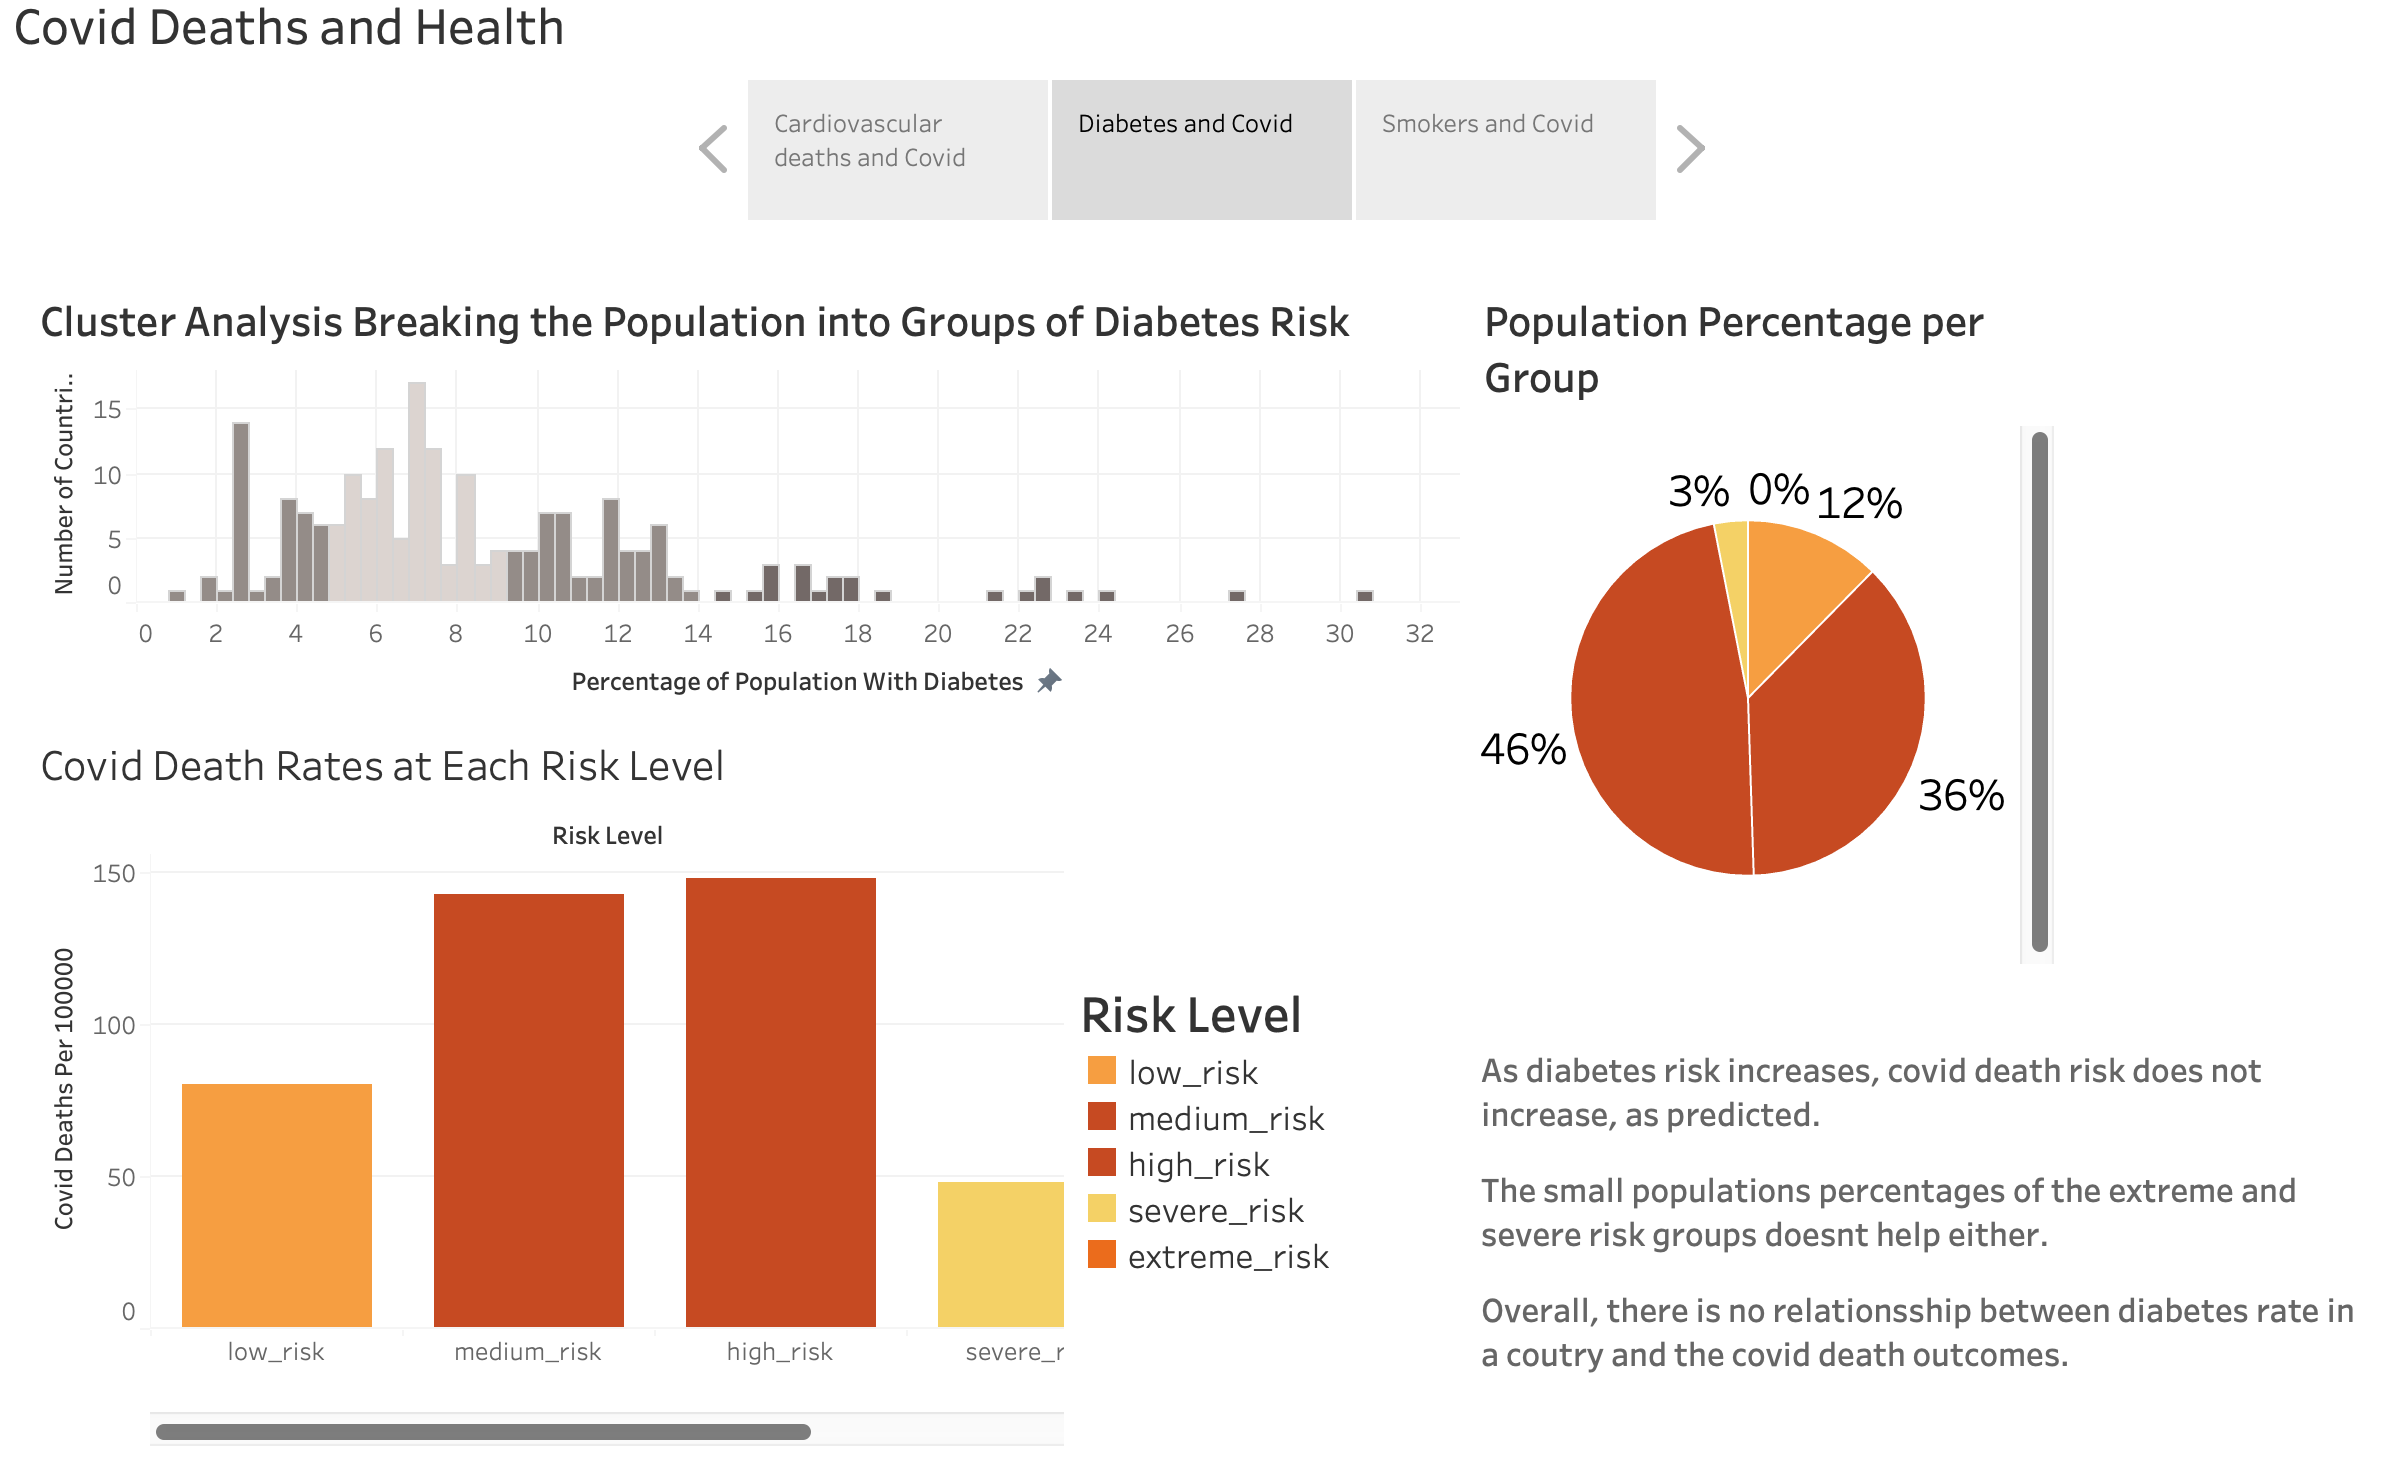 Covid Deaths and Health
Cardiovascular
deaths and Covid
Diabetes and Covid
Smokers and Covid
Cluster Analysis Breaking the Population into Groups of Diabetes Risk
Number of Countri..
15
10
5
0
0 2 4 6 8 10 12 14 16 18 20 22 24 26 28 30 32
Percentage of Population With Diabetes
Population Percentage per
Group
3% 0% 12%
46%
36%
Covid Death Rates at Each Risk Level
Risk Level
Covid Deaths Per 100000
150
100
50
0
low_risk medium_risk high_risk severe_r
Risk Level
low_risk
medium_risk
high_risk
severe_risk
extreme_risk
As diabetes risk increases, covid death risk does not
increase, as predicted.
The small populations percentages of the extreme and
severe risk groups doesnt help either.
Overall, there is no relationsship between diabetes rate in
a coutry and the covid death outcomes.